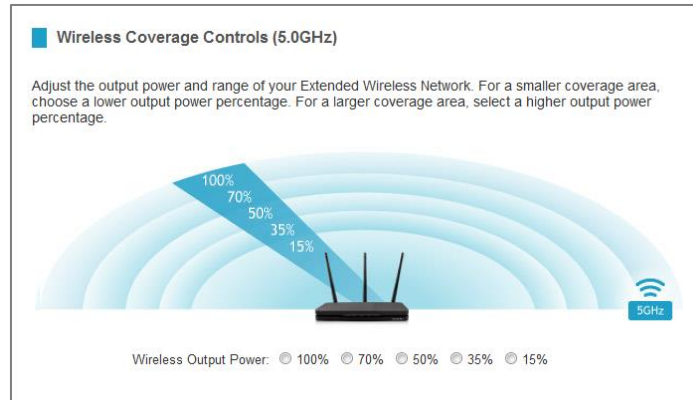 Wireless Coverage Controls (5.0GHz)
Adjust the output power and range of your Extended Wireless Network. For a smaller coverage area,
choose a lower output power percentage. For a larger coverage area, select a higher output power
percentage.
100%
70%
50%
35%
15%
5GHz
Wireless Output Power: 100% 70% 50% 35% 15%